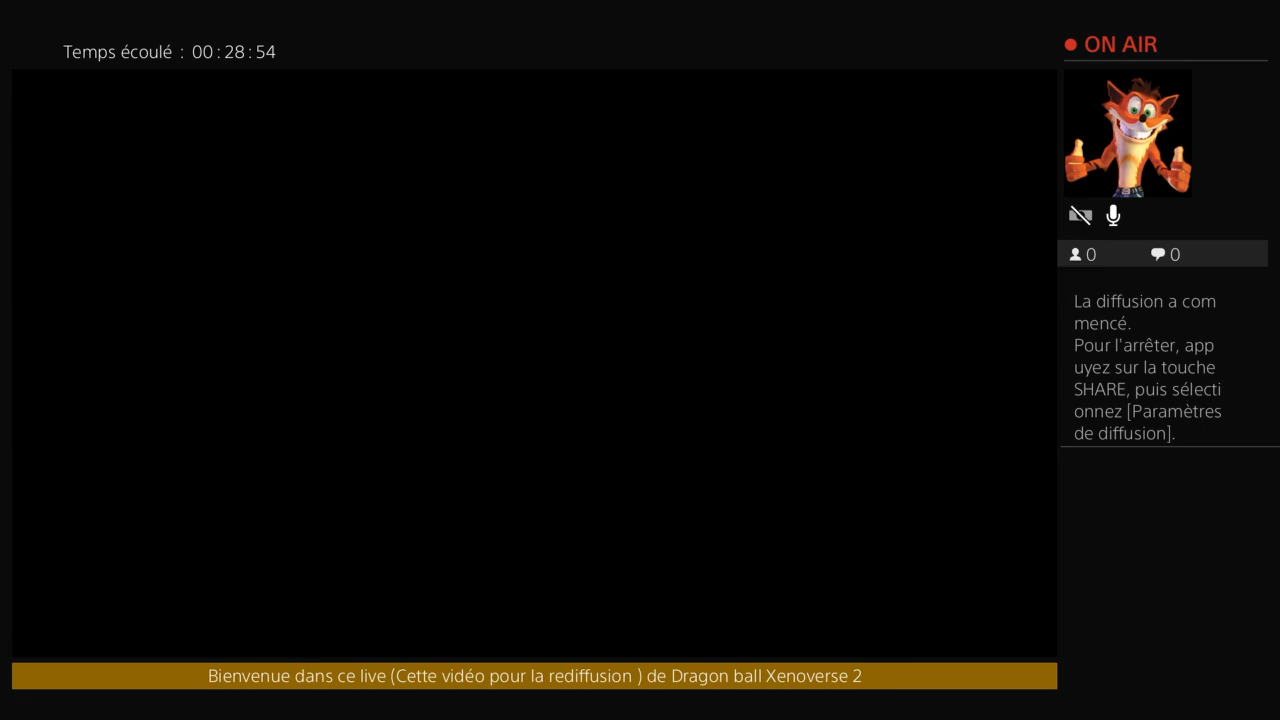 Temps écoulé : 00:28:54
ON AIR
0 0
La diffusion a com
mencé.
Pour l'arrêter, app
uyez sur la touche
SHARE, puis sélecti
onnez [Paramètres
de diffusion].
Bienvenue dans ce live (Cette vidéo pour la rediffusion ) de Dragon ball Xenoverse 2